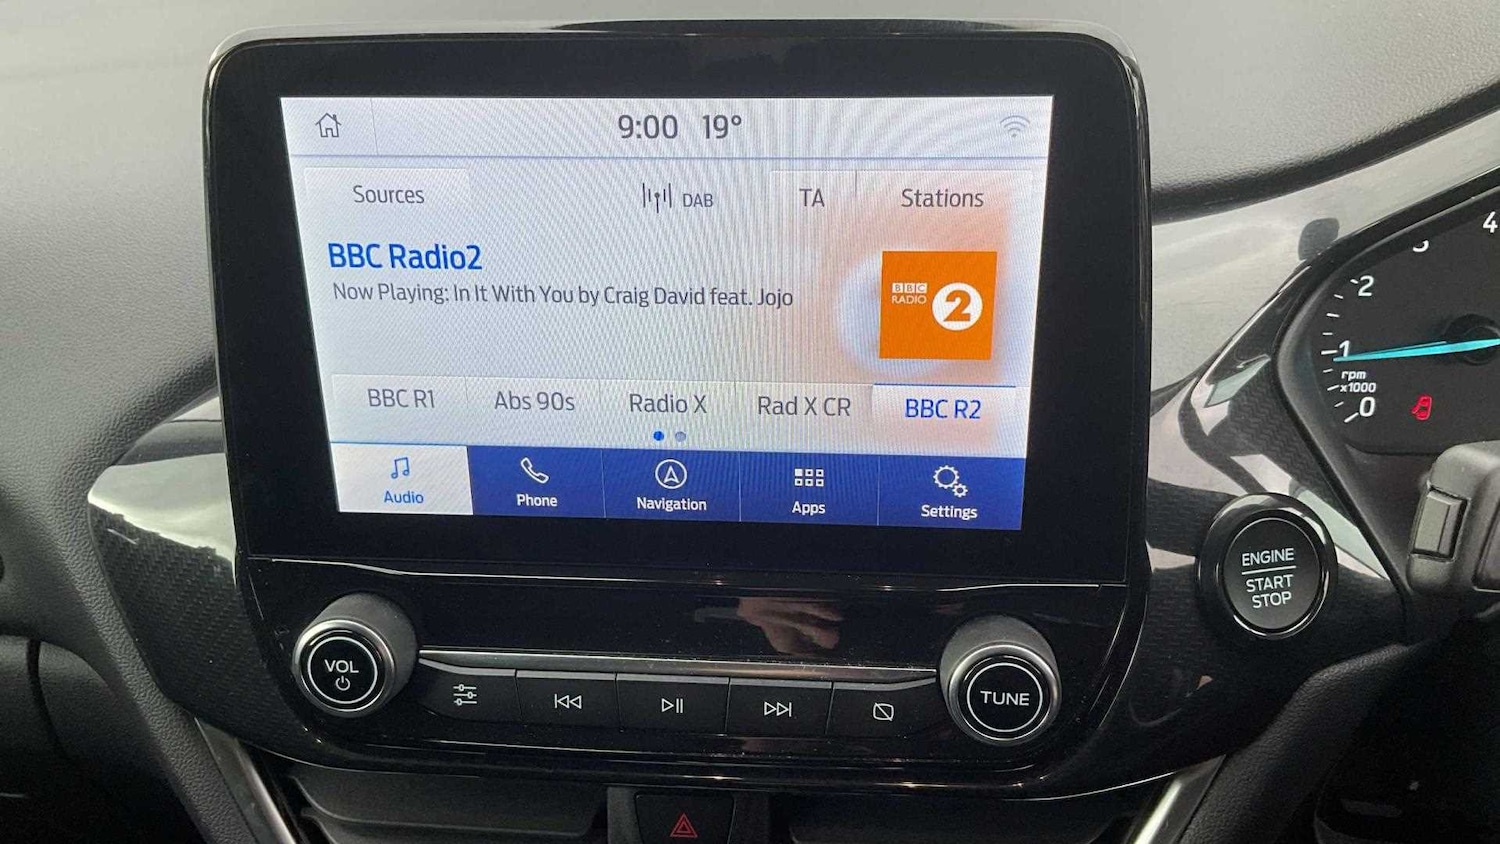 9:00 19°
Sources DAB TA Stations
BBC Radio2
Now Playing: In It With You by Craig David feat. Jojo
BBC RADIO 2
BBC R1 Abs 90s Radio X Rad X CR BBC R2
Audio Phone Navigation Apps Settings
VOL
TUNE
ENGINE
START
STOP
4
3
2
1
rpm
x1000
0